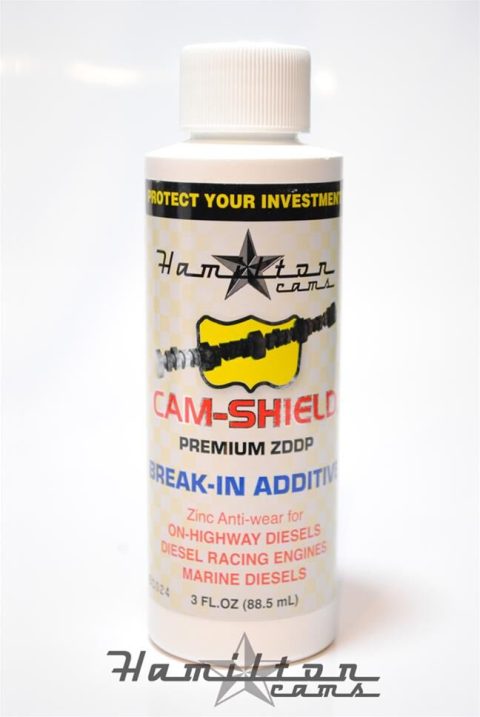 PROTECT YOUR INVESTMENT
Hamilton
cams
CAM-SHIELD
PREMIUM ZDDP
BREAK-IN ADDITIVE
Zinc Anti-wear for
ON-HIGHWAY DIESELS
DIESEL RACING ENGINES
MARINE DIESELS
3 FL.OZ (88.5 mL)
Hamilton
cams